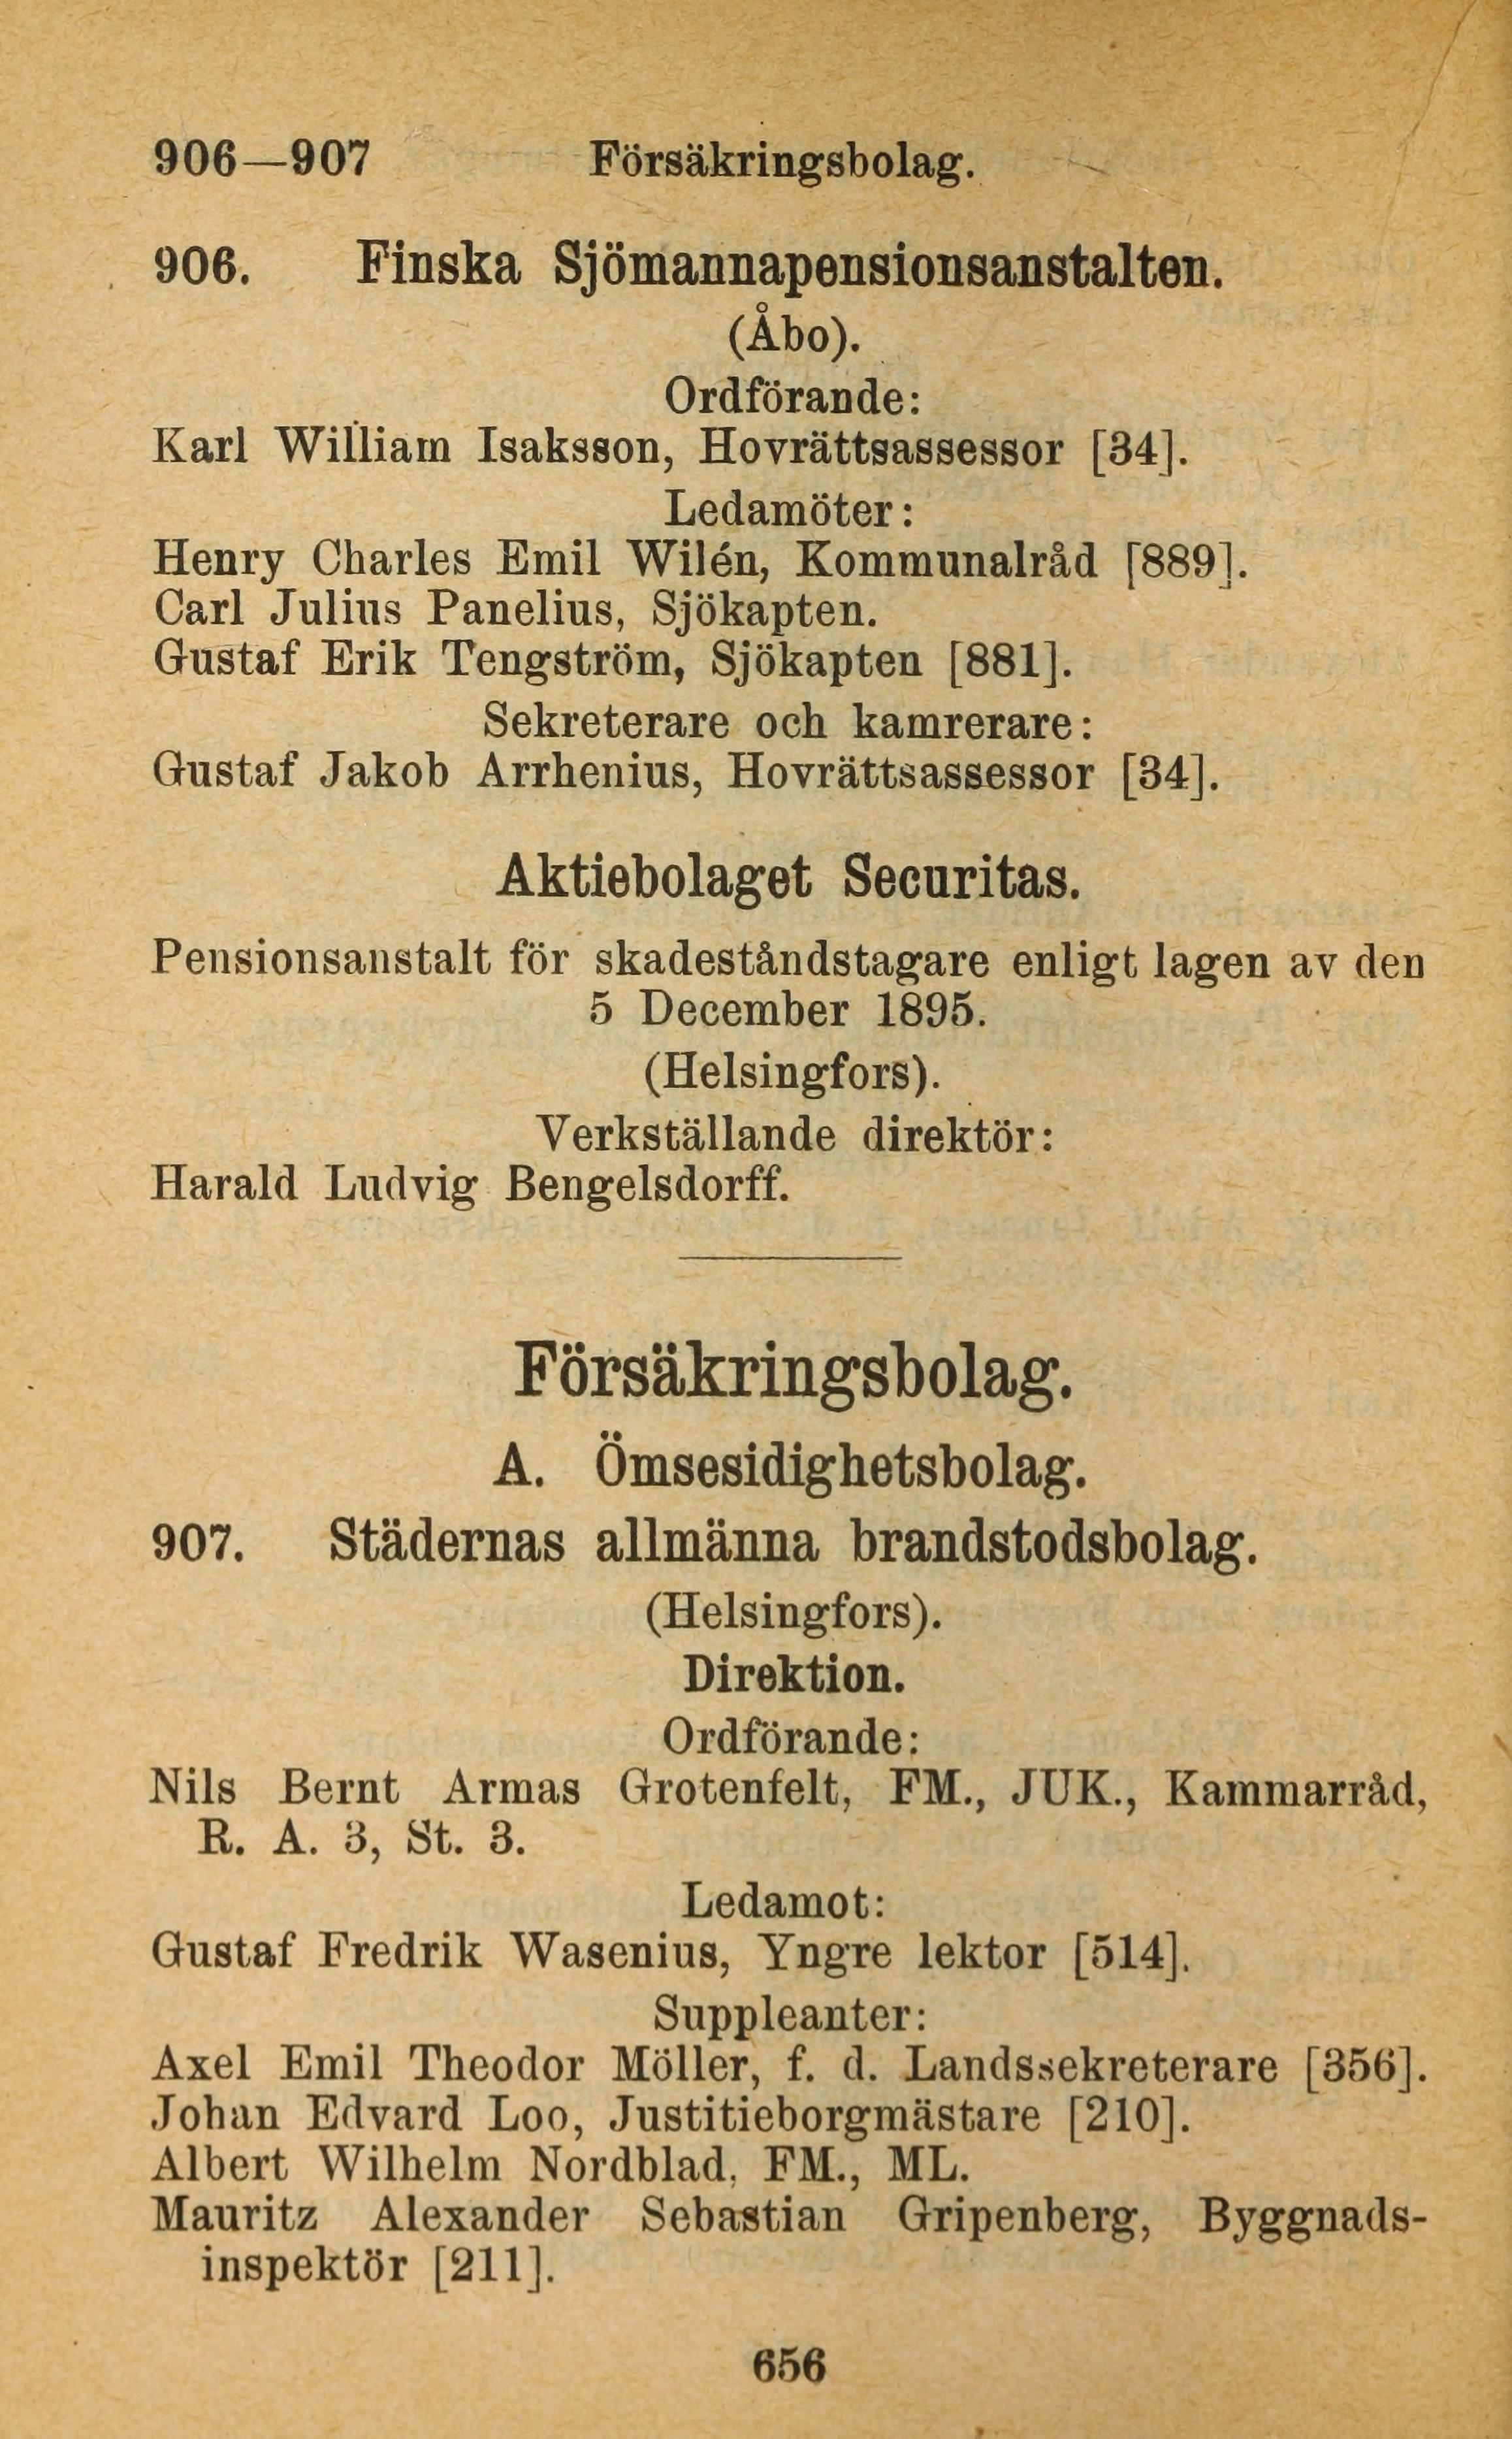 906—907 Försäkringsbolag.
906. Finska Sjömannapensionsanstalten.
(Åbo).
Ordförande:
Karl William Isaksson, Hovrättsassessor [34].
Ledamöter:
Henry Charles Emil Wilén, Kommunalråd [889].
Carl Julius Panelius, Sjökapten.
Gustaf Erik Tengström, Sjökapten [881].
Sekreterare och kamrerare:
Gustaf Jakob Arrhenius, Hovrättsassessor [34].
Aktiebolaget Securitas.
Pensionsanstalt för skadeståndstagare enligt lagen av den
5 December 1895.
(Helsingfors).
Verkställande direktör:
Harald Ludvig Bengelsdorff.
Försäkringsbolag.
A. Ömsesidighetsbolag.
907. Städernas allmänna brandstodsbolag.
(Helsingfors).
Direktion.
Ordförande:
Nils Bernt Armas Grotenfelt, FM., JUK., Kammarråd,
R. A. 3, St. 3.
Ledamot:
Gustaf Fredrik Wasenius, Yngre lektor [514].
Suppleanter:
Axel Emil Theodor Möller, f. d. Landssekreterare [356].
Johan Edvard Loo, Justitieborgmästare [210].
Albert Wilhelm Nordblad, FM., ML.
Mauritz Alexander Sebastian Gripenberg, Byggnads-
inspektör [211].
656